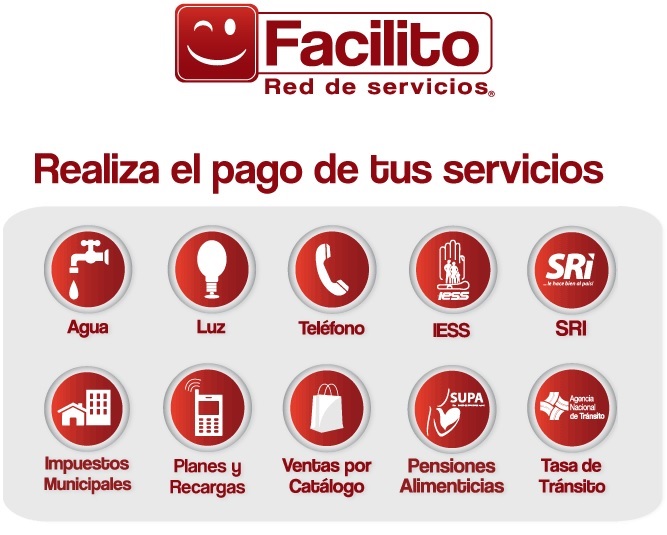 Facilito
Red de servicios®
Realiza el pago de tus servicios
iess
SRi
...le hace bien al país!
Agua
Luz
Teléfono
IESS
SRI
SUPA
Agencia
Nacional
de Tránsito
Impuestos
Municipales
Planes y
Recargas
Ventas por
Catálogo
Pensiones
Alimenticias
Tasa de
Tránsito